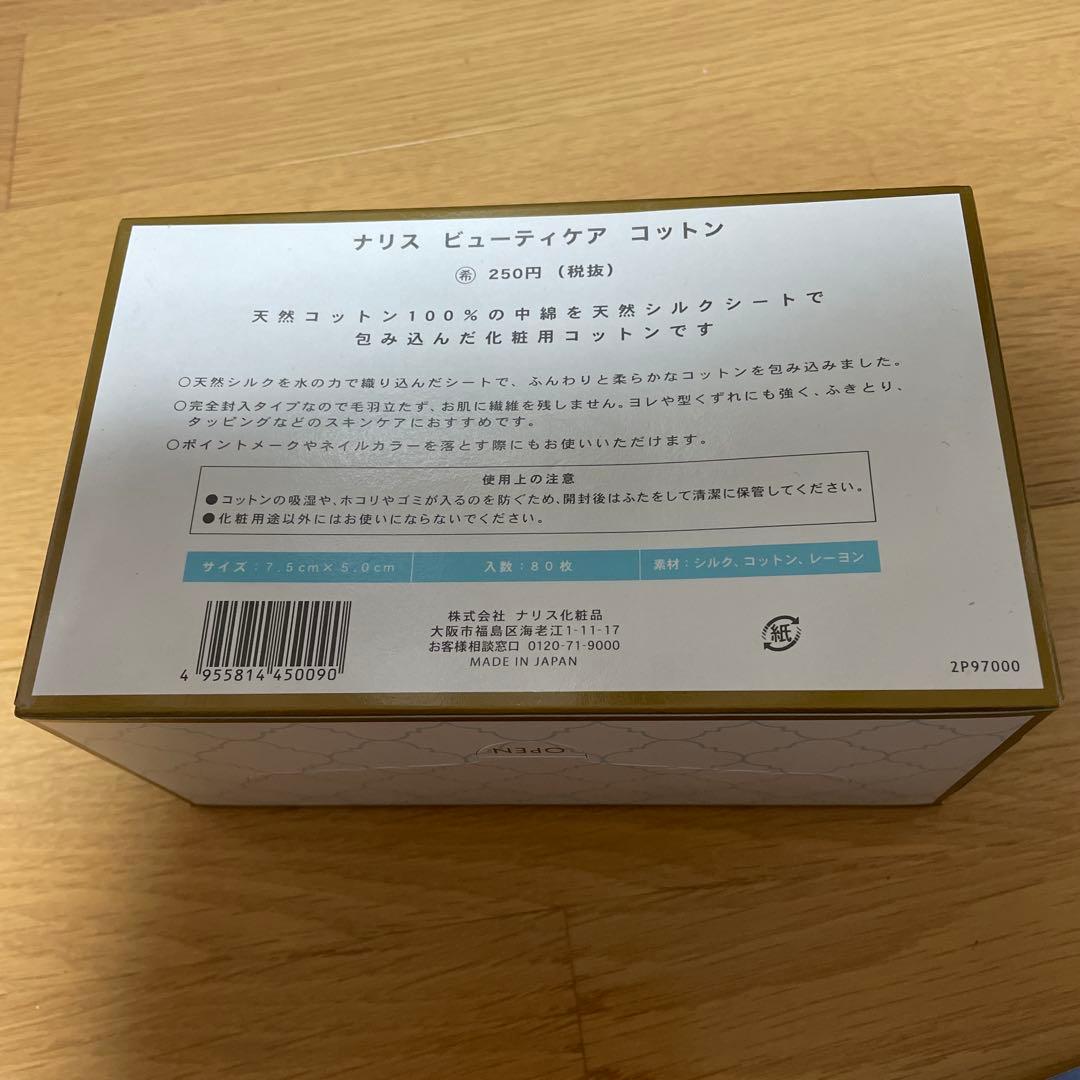 ナリス ビューティケア コットン
㊕希 250円（税抜）
天然コットン100％の中綿を天然シルクシートで
包み込んだ化粧用コットンです
○天然シルクを水の力で織り込んだシートで、ふんわりと柔らかなコットンを包み込みました。
○完全封入タイプなので毛羽立たず、お肌に繊維を残しません。ヨレや型くずれにも強く、ふきとり、
タッピングなどのスキンケアにおすすめです。
○ポイントメークやネイルカラーを落とす際にもお使いいただけます。
使用上の注意
●コットンの吸湿や、ホコリやゴミが入るのを防ぐため、開封後はふたをして清潔に保管してください。
●化粧用途以外にはお使いにならないでください。
サイズ：7.5cm×5.0cm 入数：80枚 素材：シルク、コットン、レーヨン
株式会社 ナリス化粧品
大阪市福島区海老江1-11-17
お客様相談窓口 0120-71-9000
MADE IN JAPAN
紙
4 955814 450090
2P97000
OPEN